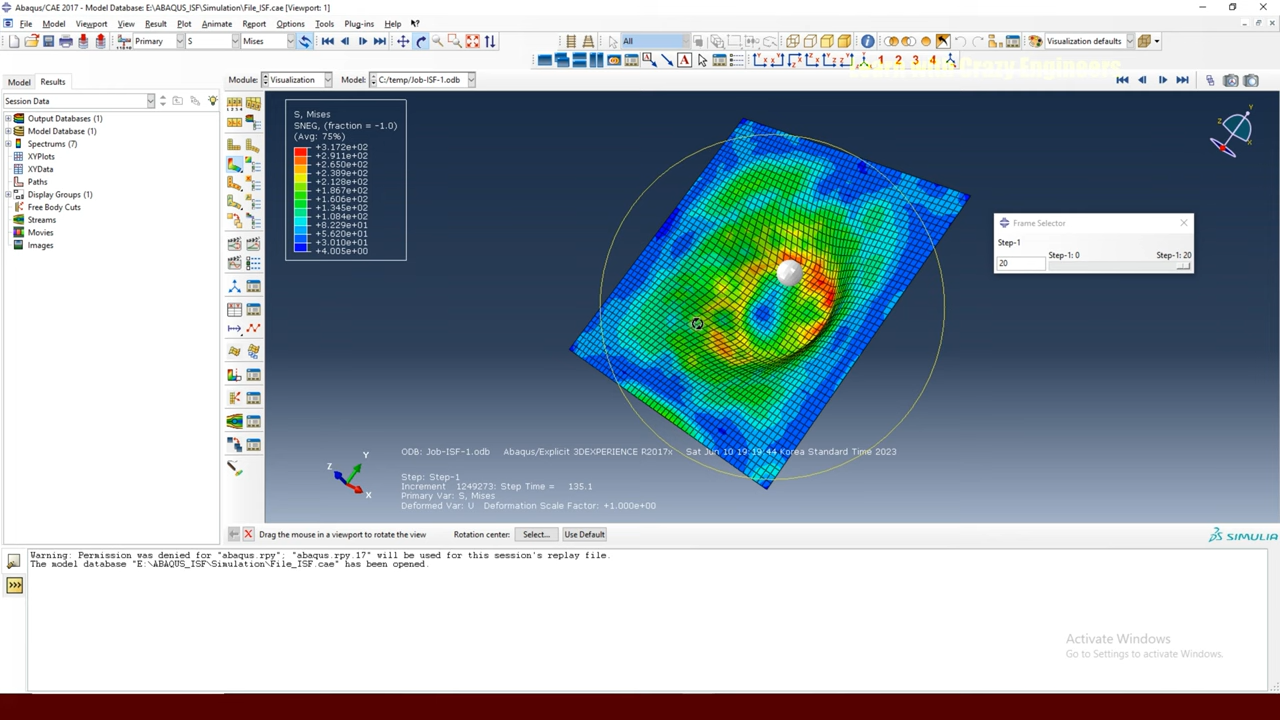 Abaqus/CAE 2017 - Model Database: E:\ABAQUS_ISF\Simulation\File_ISF.cae [Viewport: 1]
File Model Viewport View Result Plot Animate Report Options Tools Plug-ins Help
Primary S Mises All Visualization defaults
1 2 3 4
Crazy Engineers
Model Results Module: Visualization Model: C:/temp/Job-ISF-1.odb
Session Data
Output Databases (1)
Model Database (1)
Spectrums (7)
XYPlots
XYData
Paths
Display Groups (1)
Free Body Cuts
Streams
Movies
Images
S, Mises
SNEG, (fraction = -1.0)
(Avg: 75%)
+3.172e+02
+2.911e+02
+2.650e+02
+2.389e+02
+2.128e+02
+1.867e+02
+1.606e+02
+1.345e+02
+1.084e+02
+8.229e+01
+5.620e+01
+3.010e+01
+4.005e+00
Y
Z
X
Frame Selector
Step-1
20 Step-1: 0 Step-1: 20
ODB: Job-ISF-1.odb Abaqus/Explicit 3DEXPERIENCE R2017x Sat Jun 10 19:19:44 Korea Standard Time 2023
Y
Z
X
Step: Step-1
Increment 1249273: Step Time = 135.1
Primary Var: S, Mises
Deformed Var: U Deformation Scale Factor: +1.000e+00
Drag the mouse in a viewport to rotate the view Rotation center: Select... Use Default
SIMULIA
Warning: Permission was denied for "abaqus.rpy"; "abaqus.rpy.17" will be used for this session's replay file.
The model database "E:\ABAQUS_ISF\Simulation\File_ISF.cae" has been opened.
Activate Windows
Go to Settings to activate Windows.